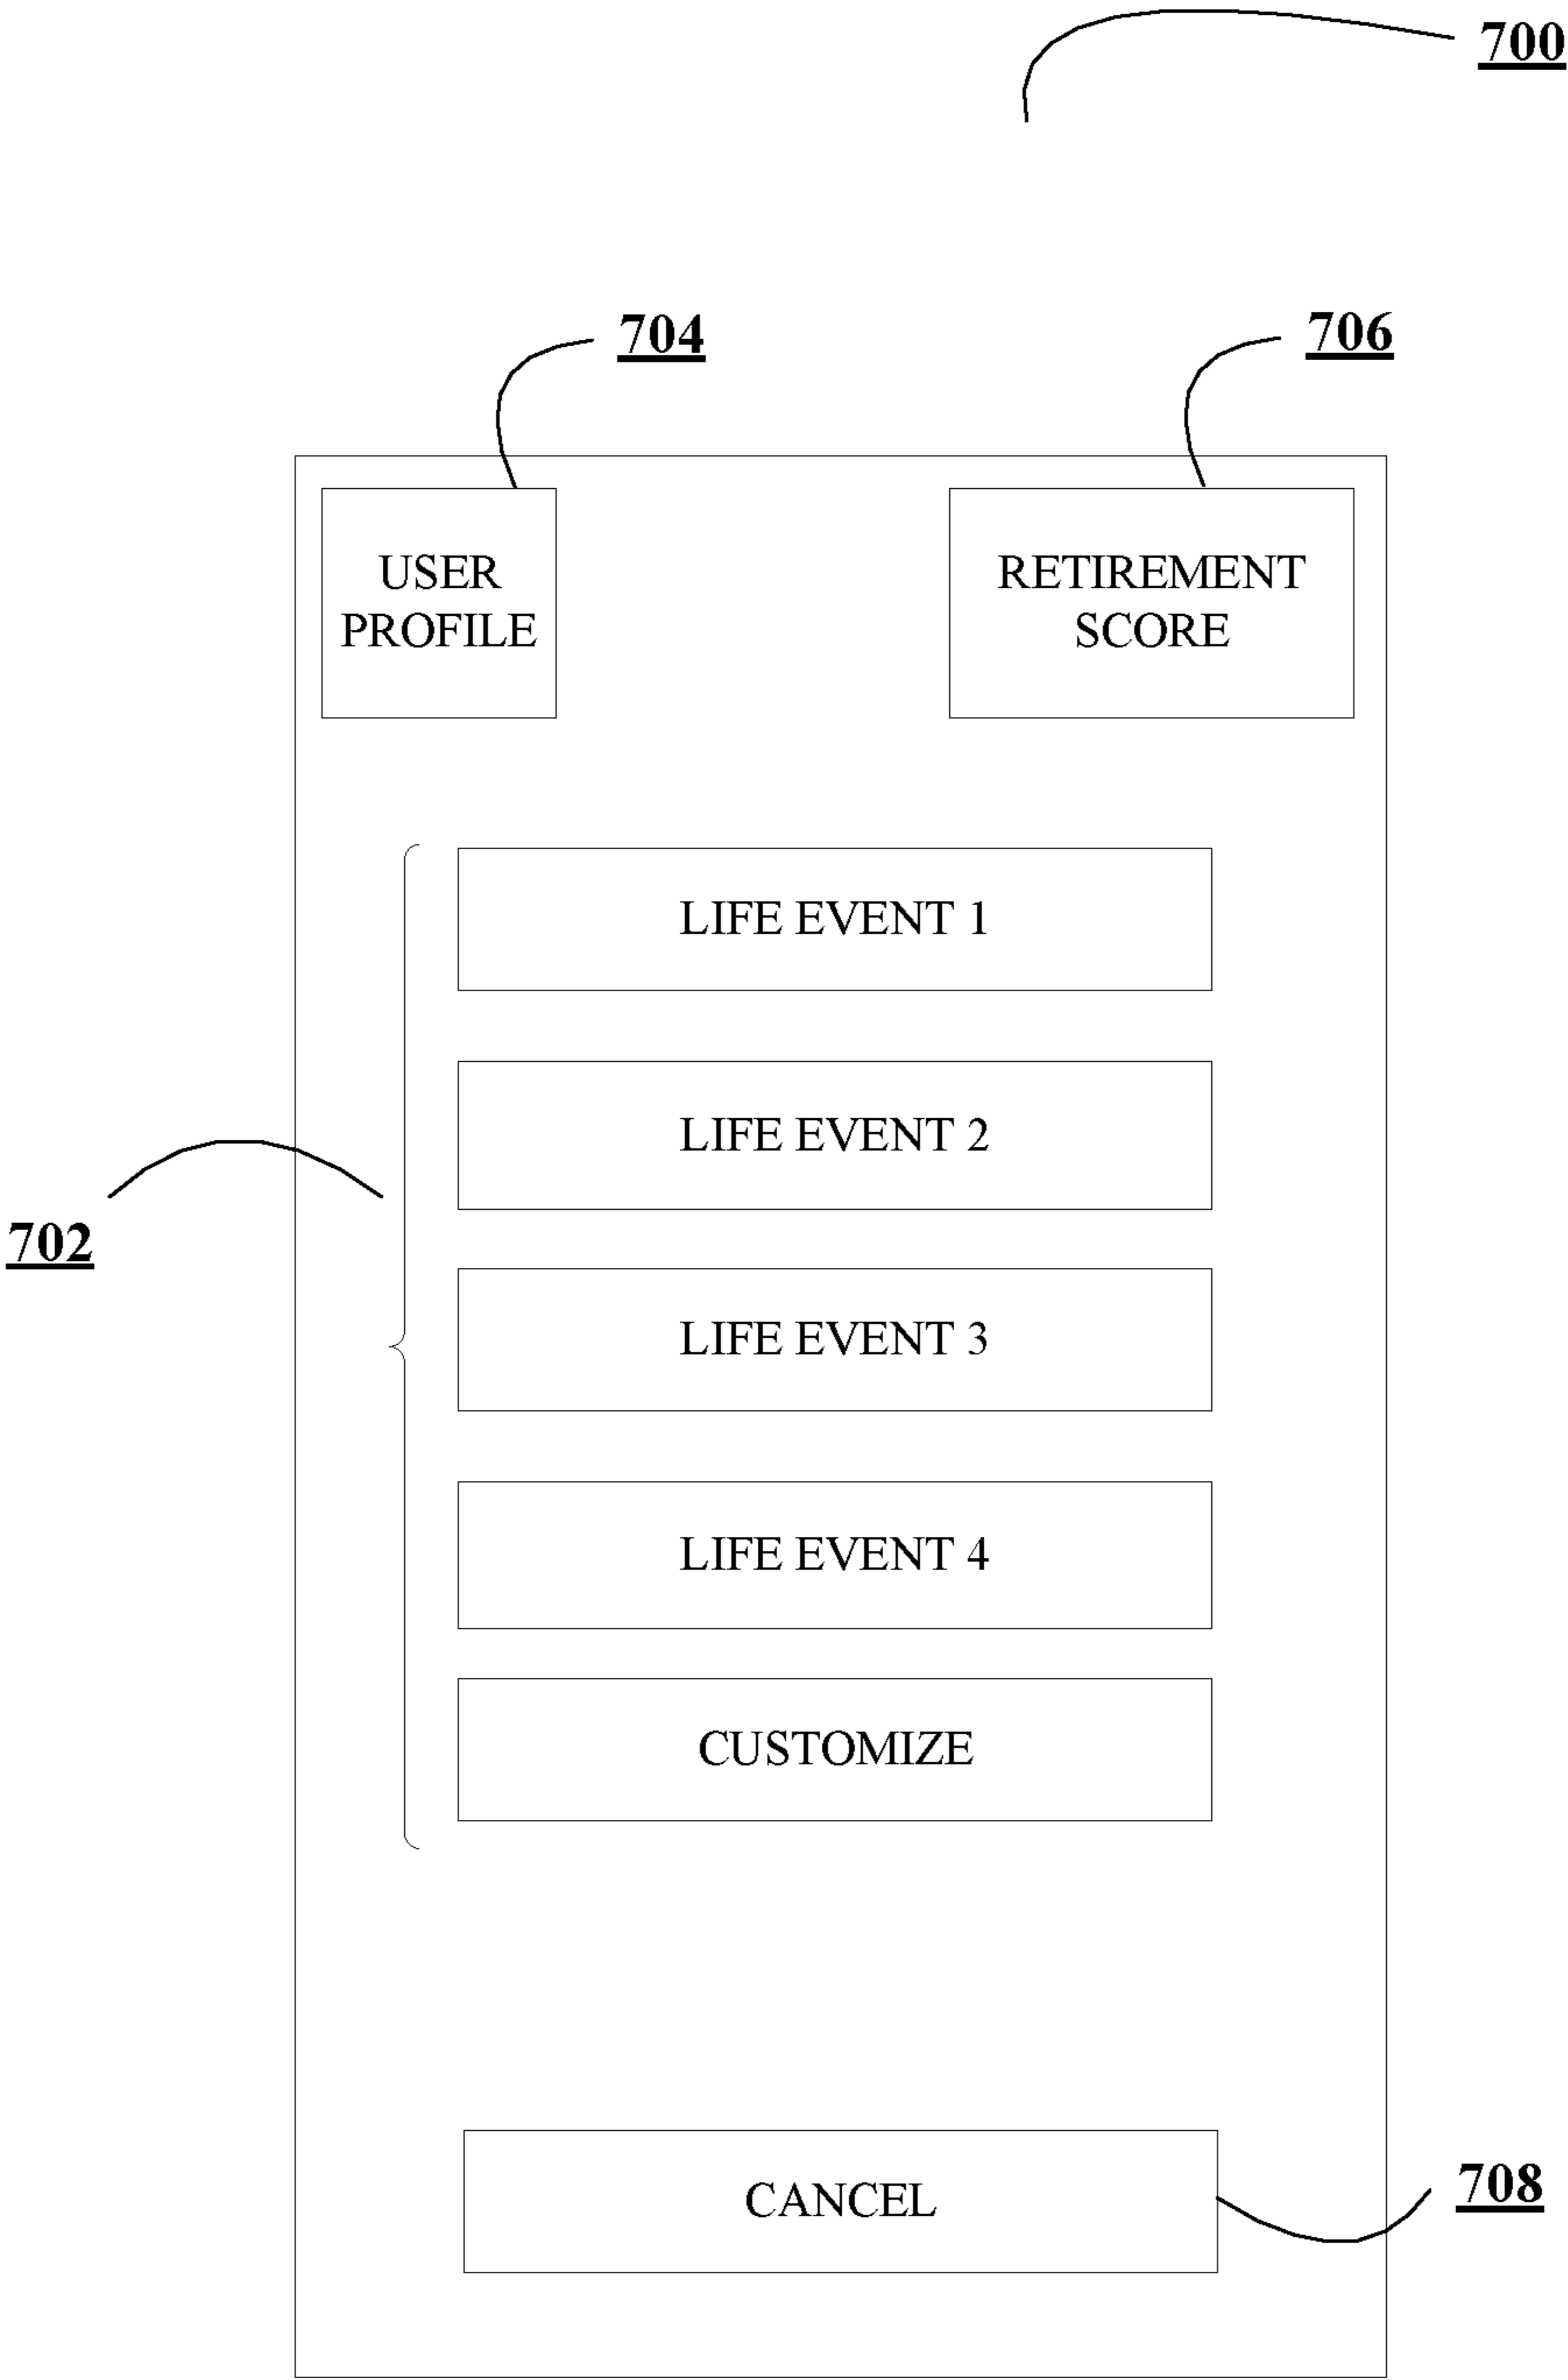 700
704
706
USER
PROFILE
RETIREMENT
SCORE
LIFE EVENT 1
LIFE EVENT 2
702
LIFE EVENT 3
LIFE EVENT 4
CUSTOMIZE
CANCEL
708